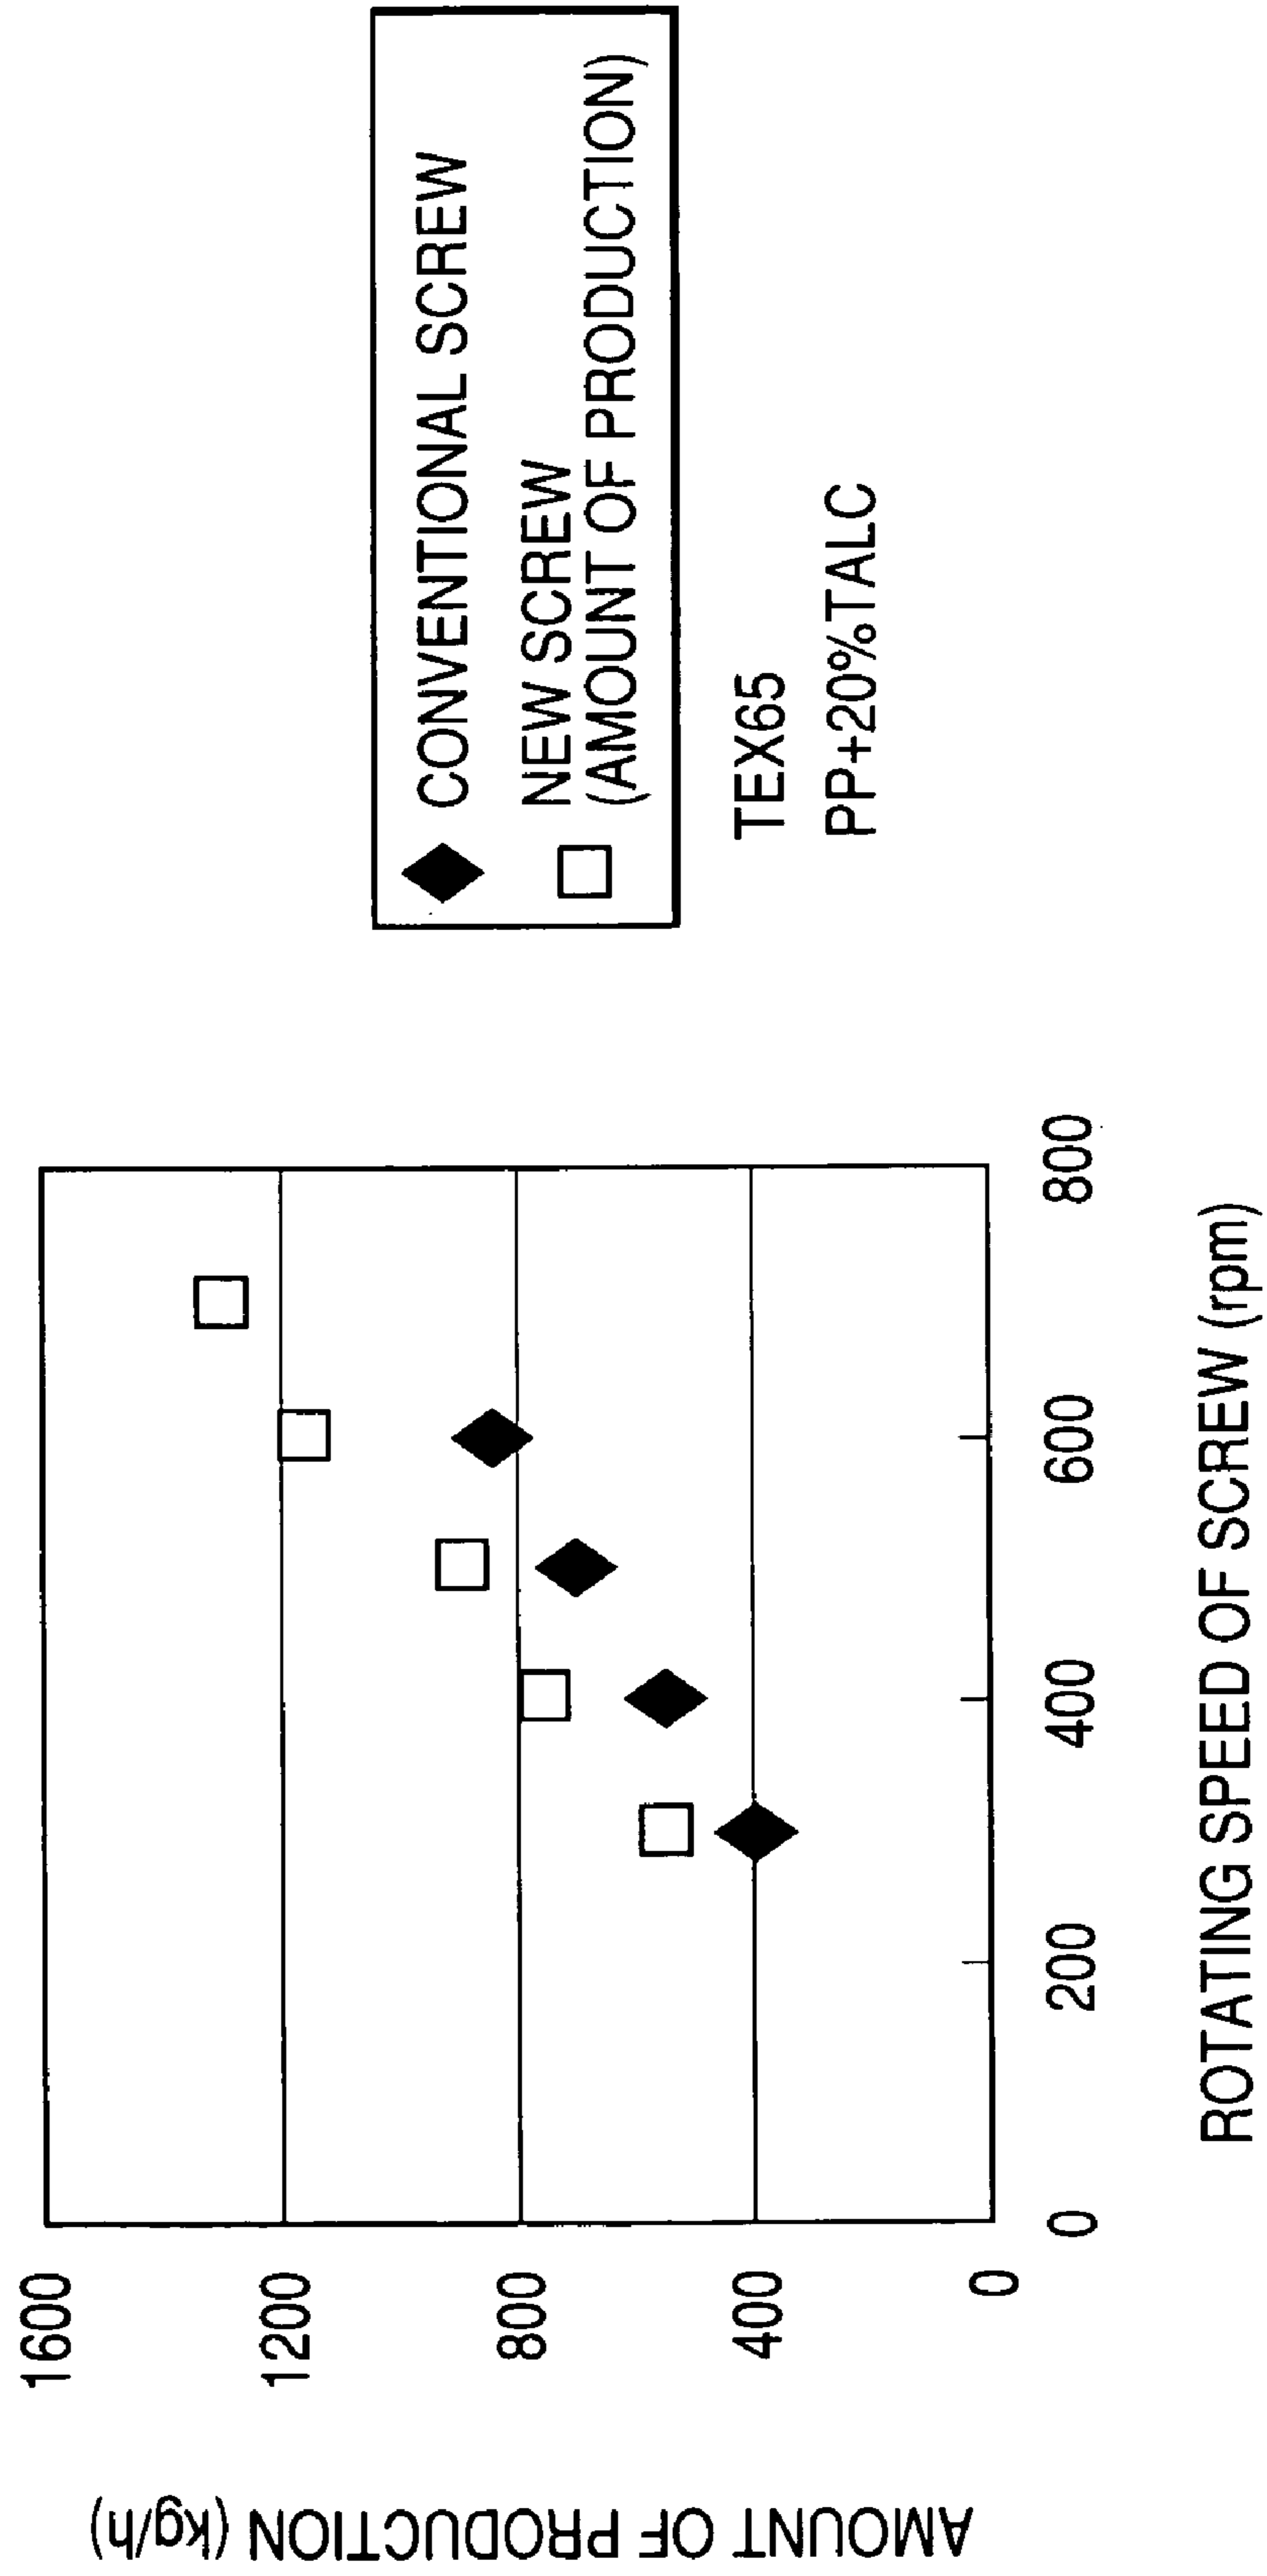 AMOUNT OF PRODUCTION (kg/h)
1600
1200
800
400
0
0
200
400
600
800
ROTATING SPEED OF SCREW (rpm)
CONVENTIONAL SCREW
NEW SCREW
(AMOUNT OF PRODUCTION)
TEX65
PP+20%TALC